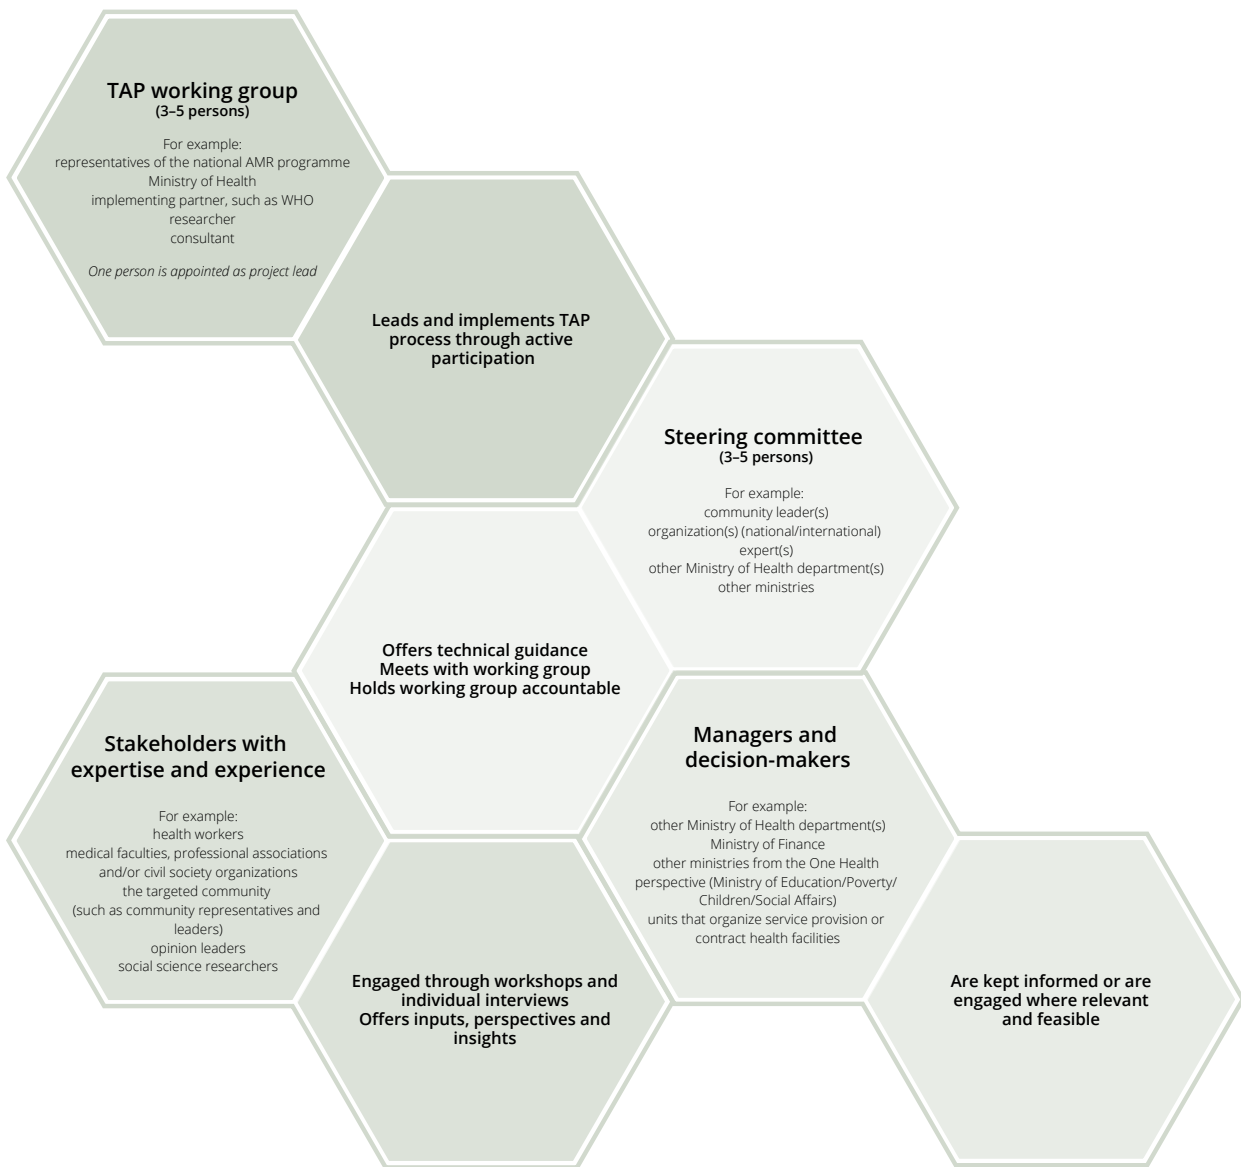 TAP working group
(3–5 persons)
For example:
representatives of the national AMR programme
Ministry of Health
implementing partner, such as WHO
researcher
consultant
One person is appointed as project lead
Leads and implements TAP
process through active
participation
Steering committee
(3–5 persons)
For example:
community leader(s)
organization(s) (national/international)
expert(s)
other Ministry of Health department(s)
other ministries
Offers technical guidance
Meets with working group
Holds working group accountable
Stakeholders with
expertise and experience
For example:
health workers
medical faculties, professional associations
and/or civil society organizations
the targeted community
(such as community representatives and
leaders)
opinion leaders
social science researchers
Engaged through workshops and
individual interviews
Offers inputs, perspectives and
insights
Managers and
decision-makers
For example:
other Ministry of Health department(s)
Ministry of Finance
other ministries from the One Health
perspective (Ministry of Education/Poverty/
Children/Social Affairs)
units that organize service provision or
contract health facilities
Are kept informed or are
engaged where relevant
and feasible